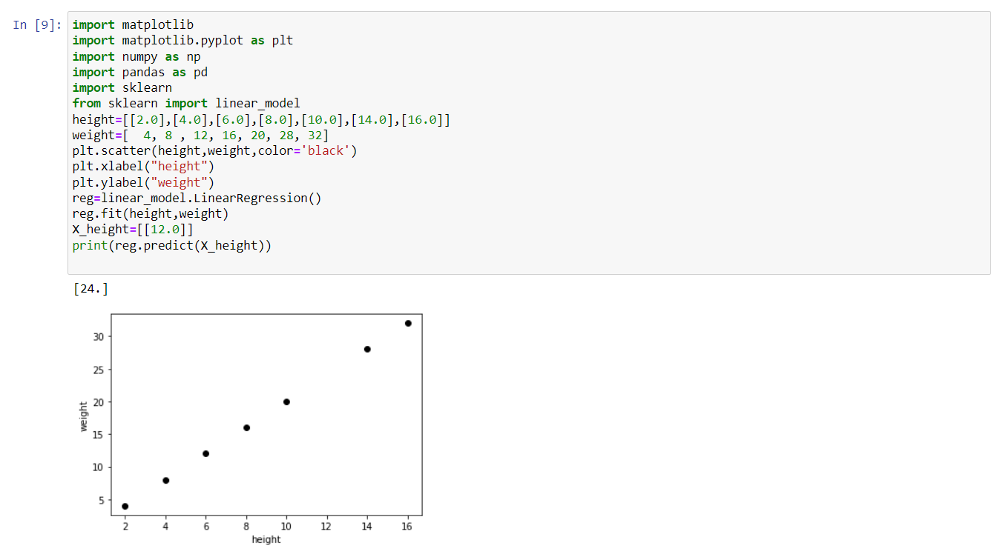 In [9]:
import matplotlib
import matplotlib.pyplot as plt
import numpy as np
import pandas as pd
import sklearn
from sklearn import linear_model
height=[[2.0],[4.0],[6.0],[8.0],[10.0],[14.0],[16.0]]
weight=[  4, 8 , 12, 16, 20, 28, 32]
plt.scatter(height,weight,color='black')
plt.xlabel("height")
plt.ylabel("weight")
reg=linear_model.LinearRegression()
reg.fit(height,weight)
X_height=[[12.0]]
print(reg.predict(X_height))
[24.]
30
25
20
15
10
5
weight
2 4 6 8 10 12 14 16
height